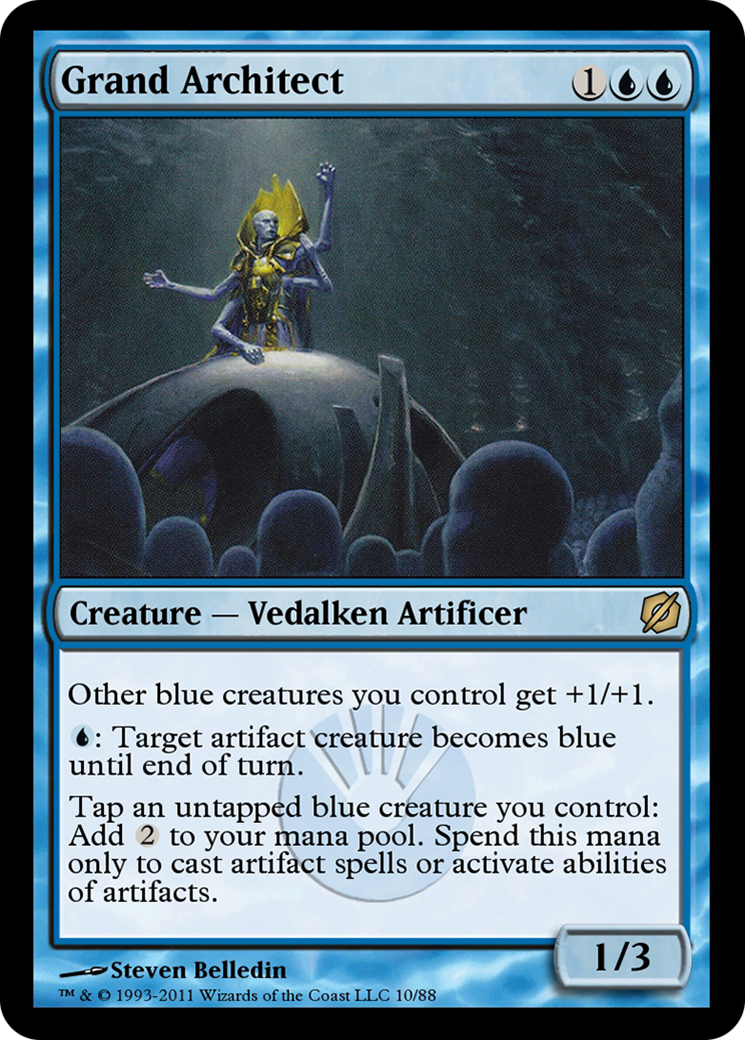 Grand Architect 1
Creature — Vedalken Artificer
Other blue creatures you control get +1/+1.
: Target artifact creature becomes blue
until end of turn.
Tap an untapped blue creature you control:
Add 2 to your mana pool. Spend this mana
only to cast artifact spells or activate abilities
of artifacts.
1/3
Steven Belledin
™ & © 1993-2011 Wizards of the Coast LLC 10/88